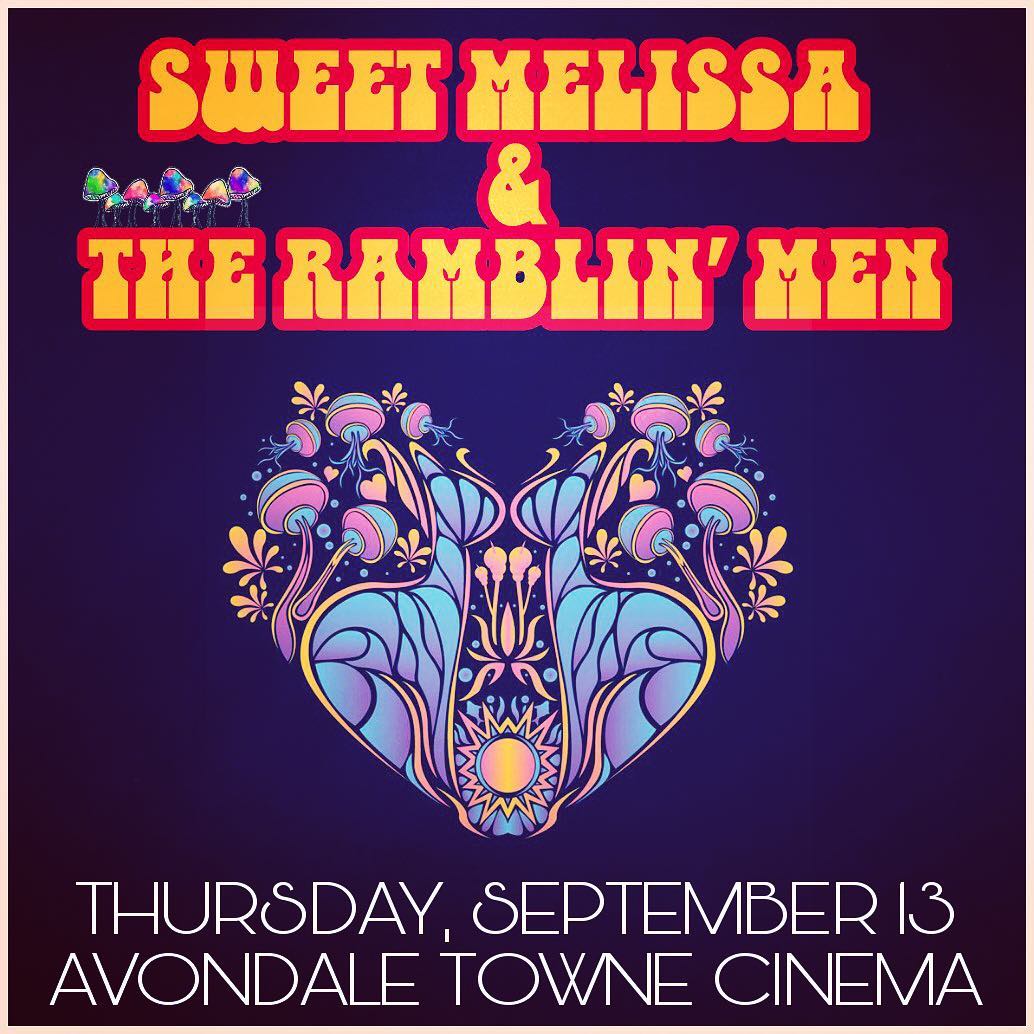 SWEET MELISSA
&
THE RAMBLIN' MEN
THURSDAY, SEPTEMBER 13
AVONDALE TOWNE CINEMA